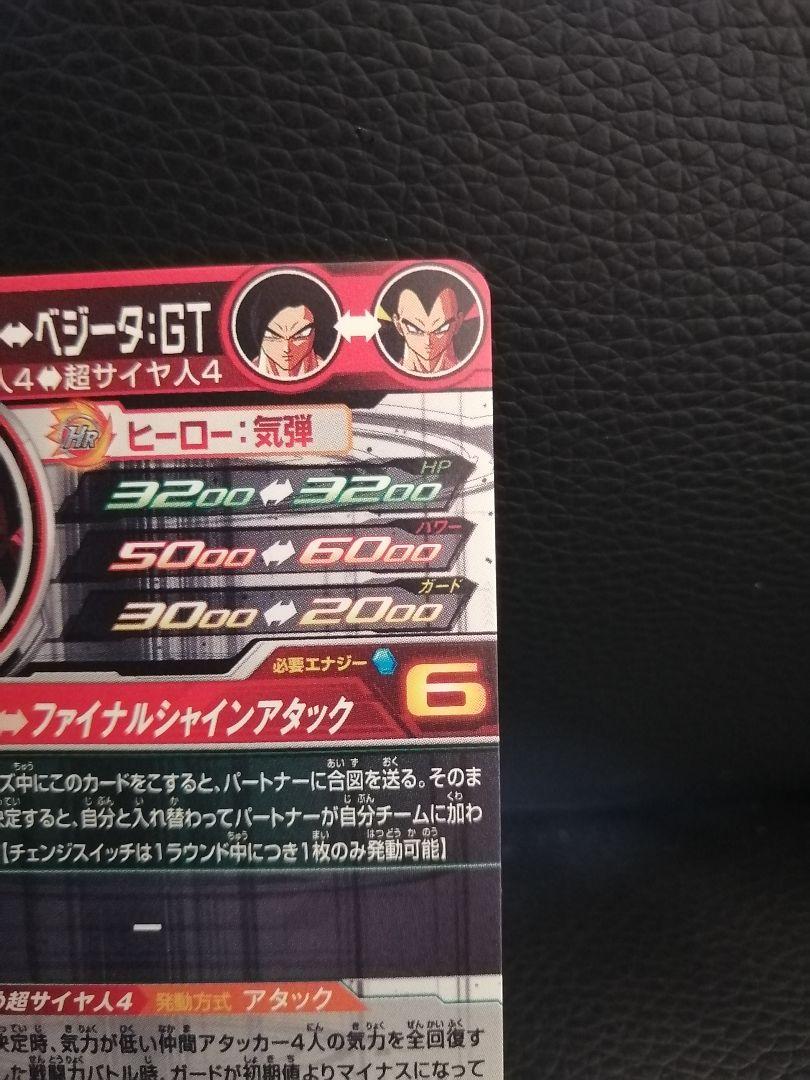 ⇔ベジータ:GT
人4⇔超サイヤ人4
HR ヒーロー:気弾
HP
3200⇔3200
パワー
5000⇔6000
ガード
3000⇔2000
必要エナジー 6
⇔ファイナルシャインアタック
ズ中にこのカードをこすると、パートナーに合図を送る。そのま
決定すると、自分と入れ替わってパートナーが自分チームに加わ
【チェンジスイッチは1ラウンド中につき1枚のみ発動可能】
ー
超サイヤ人4 発動方式 アタック
決定時、気力が低い仲間アタッカー4人の気力を全回復す
した戦闘力バトル時、ガードが初期値よりマイナスになって